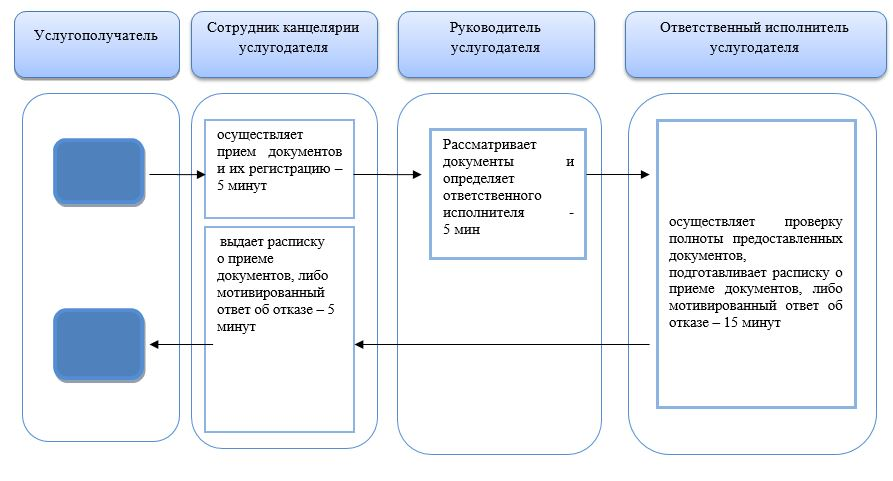 Услугополучатель
Сотрудник канцелярии
услугодателя
Руководитель
услугодателя
Ответственный исполнитель
услугодателя
осуществляет
прием документов
и их регистрацию –
5 минут
Рассматривает
документы и
определяет
ответственного
исполнителя -
5 мин
осуществляет проверку
полноты предоставленных
документов,
подготавливает расписку о
приеме документов, либо
мотивированный ответ об
отказе – 15 минут
выдает расписку
о приеме
документов, либо
мотивированный
ответ об отказе – 5
минут